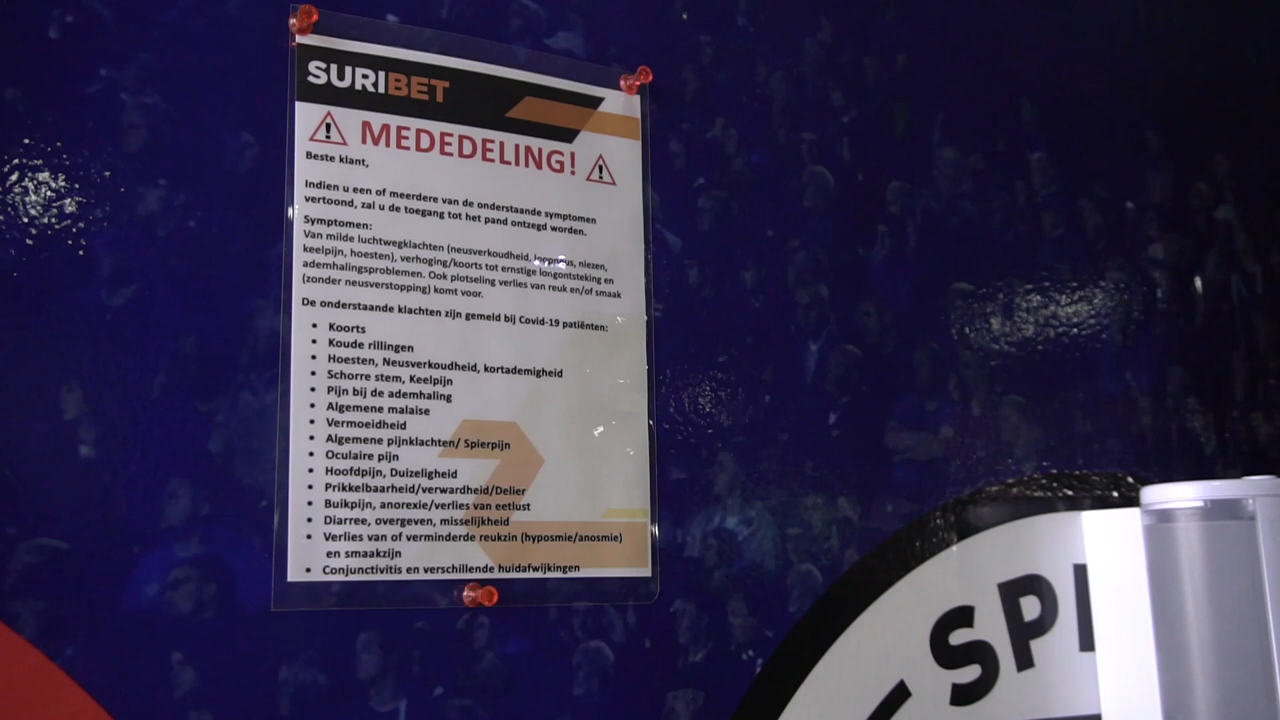 SURIBET
MEDEDELING!
Beste klant,
Indien u een of meerdere van de onderstaande symptomen
vertoond, zal u de toegang tot het pand ontzegd worden.
Symptomen:
Van milde luchtwegklachten (neusverkoudheid, loopneus, niezen,
keelpijn, hoesten), verhoging/koorts tot ernstige longontsteking en
ademhalingsproblemen. Ook plotseling verlies van reuk en/of smaak
(zonder neusverstopping) komt voor.
De onderstaande klachten zijn gemeld bij Covid-19 patiënten:
• Koorts
• Koude rillingen
• Hoesten, Neusverkoudheid, kortademigheid
• Schorre stem, Keelpijn
• Pijn bij de ademhaling
• Algemene malaise
• Vermoeidheid
• Algemene pijnklachten/ Spierpijn
• Oculaire pijn
• Hoofdpijn, Duizeligheid
• Prikkelbaarheid/verwardheid/Delier
• Buikpijn, anorexie/verlies van eetlust
• Diarree, overgeven, misselijkheid
• Verlies van of verminderde reukzin (hyposmie/anosmie)
en smaakzijn
• Conjunctivitis en verschillende huidafwijkingen
SPI